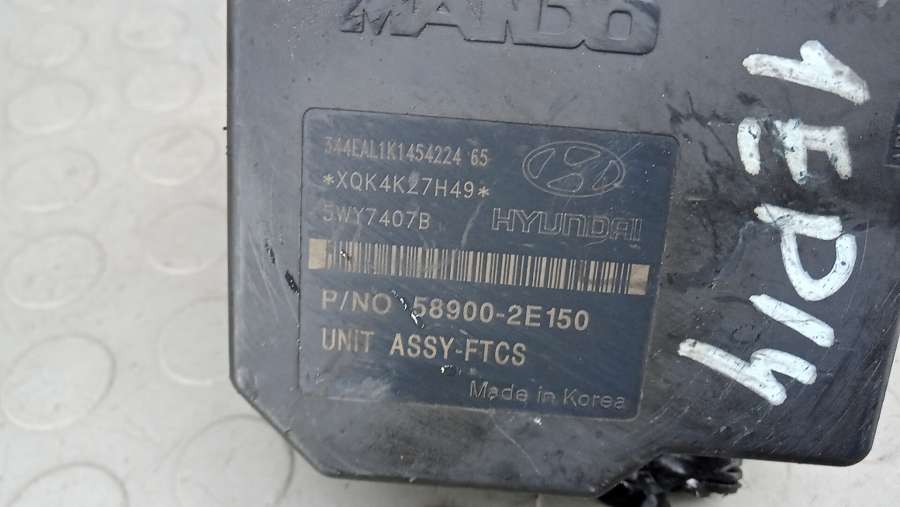 MANDO
344EAL1K1454224 65
*XQK4K27H49*
5WY7407B
HYUNDAI
P/NO 58900-2E150
UNIT ASSY-FTCS
Made in Korea
1EP14